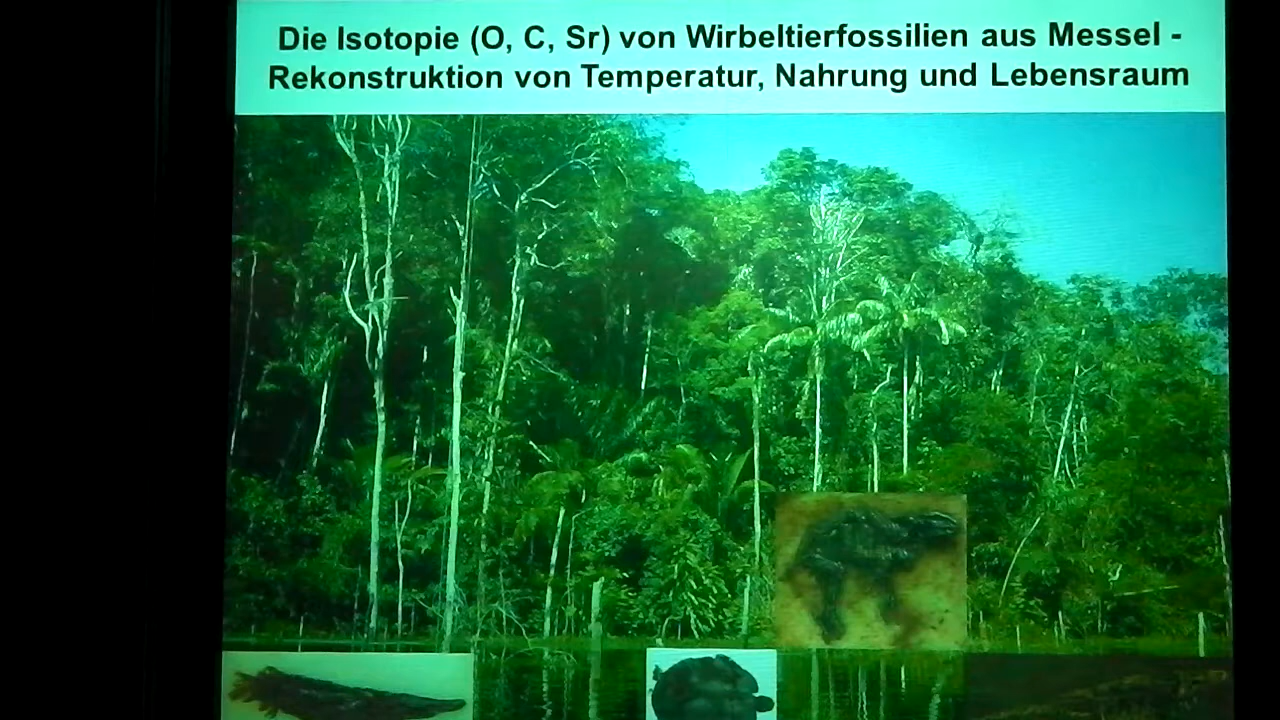 Die Isotopie (O, C, Sr) von Wirbeltierfossilien aus Messel -
Rekonstruktion von Temperatur, Nahrung und Lebensraum